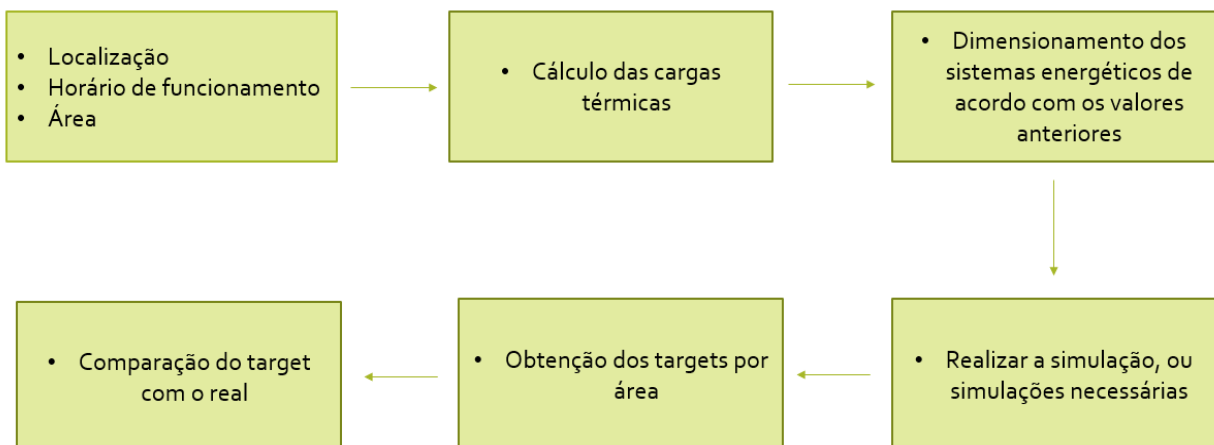 • Localização
• Horário de funcionamento
• Área
• Cálculo das cargas
térmicas
• Dimensionamento dos
sistemas energéticos de
acordo com os valores
anteriores
• Realizar a simulação, ou
simulações necessárias
• Obtenção dos targets por
área
• Comparação do target
com o real